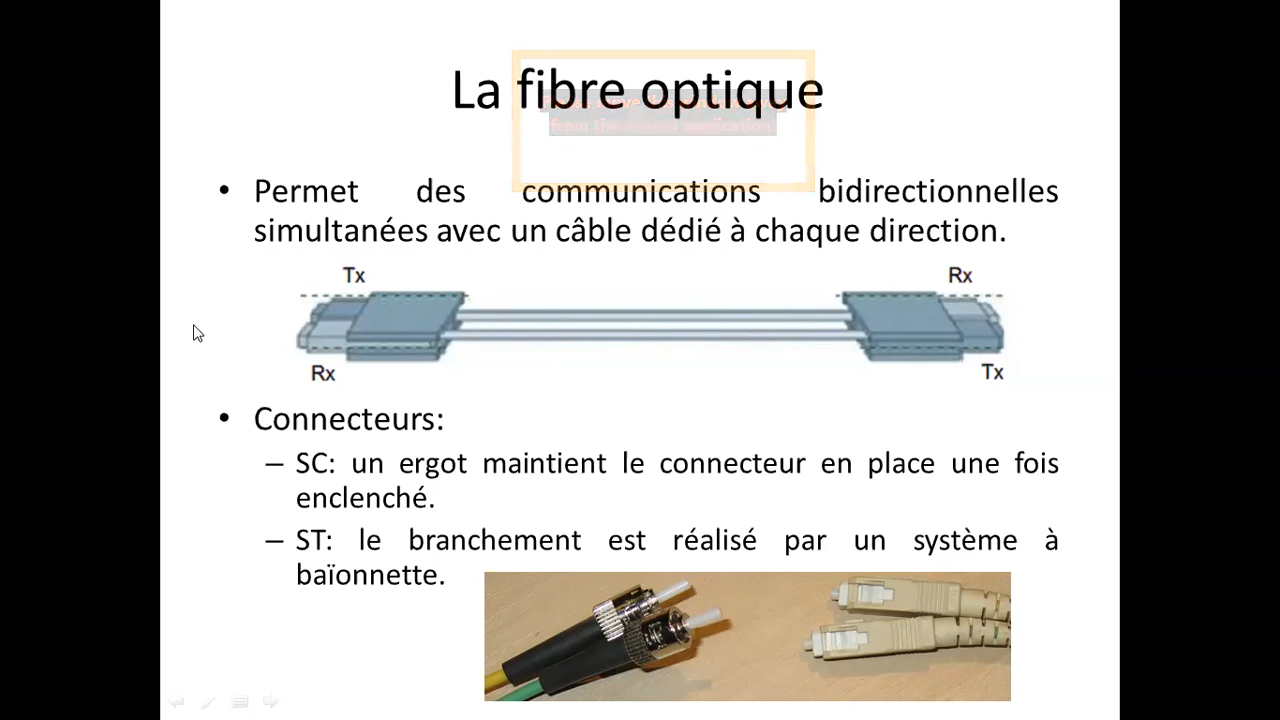 La fibre optique
from the
• Permet des communications bidirectionnelles
simultanées avec un câble dédié à chaque direction.
Tx
Rx
Rx
Tx
• Connecteurs:
– SC: un ergot maintient le connecteur en place une fois
enclenché.
– ST: le branchement est réalisé par un système à
baïonnette.